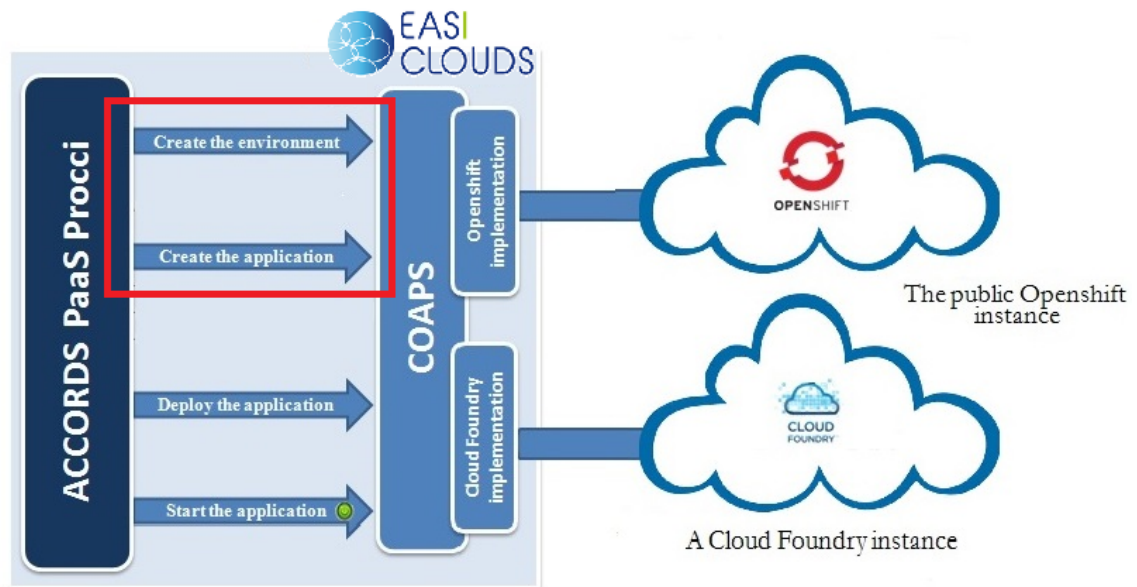 EASI
CLOUDS
ACCORDS PaaS Procci
Create the environment
Create the application
Deploy the application
Start the application
COAPS
Openshift
implementation
Cloud Foundry
implementation
OPENSHIFT
The public Openshift
instance
CLOUD
FOUNDRY
A Cloud Foundry instance